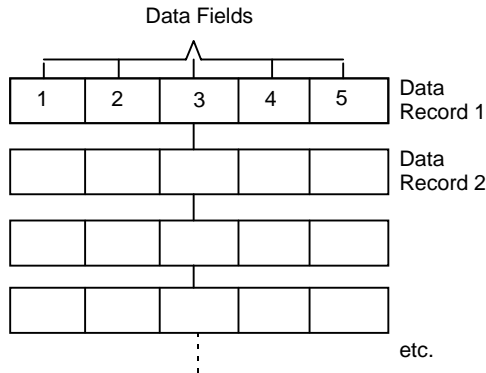 Data Fields
1 2 3 4 5
Data
Record 1
Data
Record 2
etc.